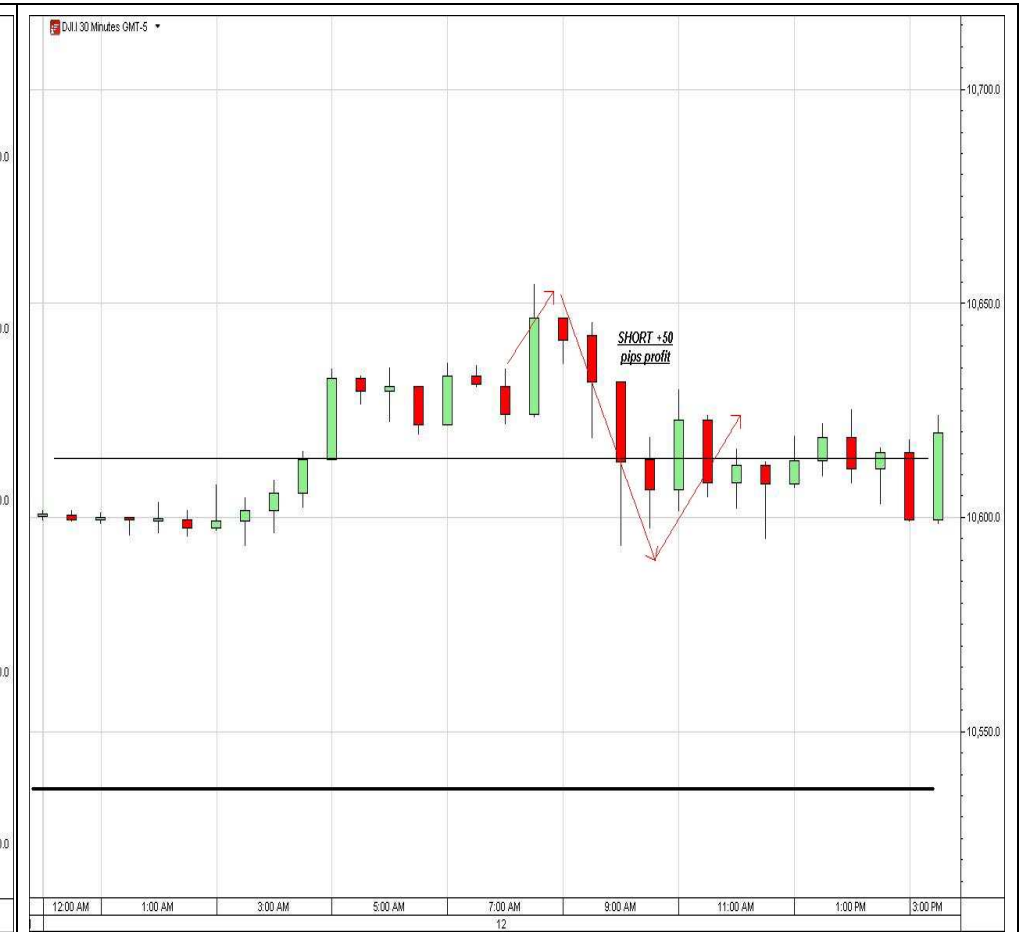 DJI.I 30 Minutes GMT-5
10,700.0
10,650.0
SHORT +50
pips profit
10,600.0
10,550.0
12:00 AM 1:00 AM 3:00 AM 5:00 AM 7:00 AM 9:00 AM 11:00 AM 1:00 PM 3:00 PM
12